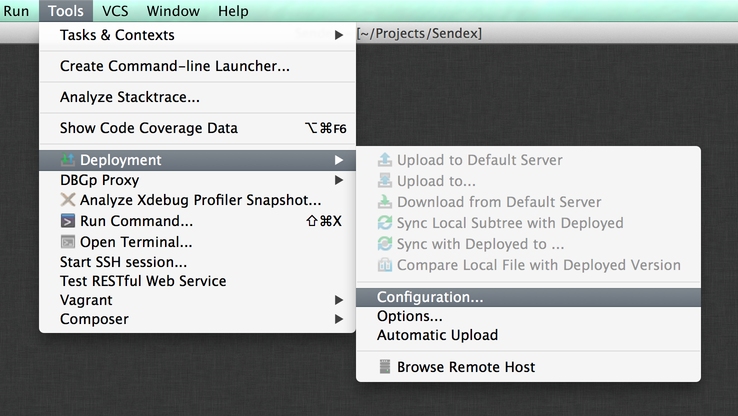 Run Tools VCS Window Help
[~/Projects/Sendex]
Tasks & Contexts
Create Command-line Launcher...
Analyze Stacktrace...
Show Code Coverage Data ⌥⌘F6
Deployment
DBGp Proxy
Analyze Xdebug Profiler Snapshot...
Run Command... ⇧⌘X
Open Terminal...
Start SSH session...
Test RESTful Web Service
Vagrant
Composer
Upload to Default Server
Upload to...
Download from Default Server
Sync Local Subtree with Deployed
Sync with Deployed to ...
Compare Local File with Deployed Version
Configuration...
Options...
Automatic Upload
Browse Remote Host